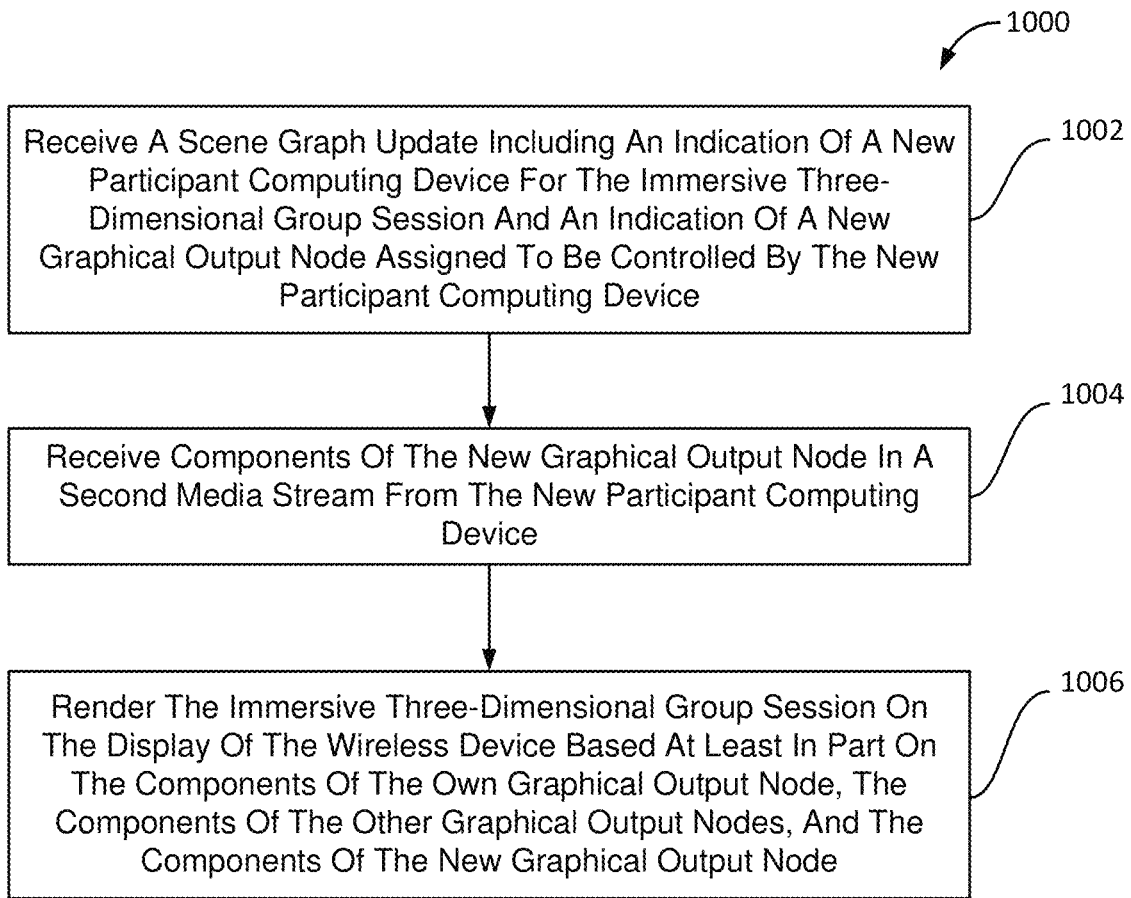 1000
Receive A Scene Graph Update Including An Indication Of A New
Participant Computing Device For The Immersive Three-
Dimensional Group Session And An Indication Of A New
Graphical Output Node Assigned To Be Controlled By The New
Participant Computing Device
1002
Receive Components Of The New Graphical Output Node In A
Second Media Stream From The New Participant Computing
Device
1004
Render The Immersive Three-Dimensional Group Session On
The Display Of The Wireless Device Based At Least In Part On
The Components Of The Own Graphical Output Node, The
Components Of The Other Graphical Output Nodes, And The
Components Of The New Graphical Output Node
1006